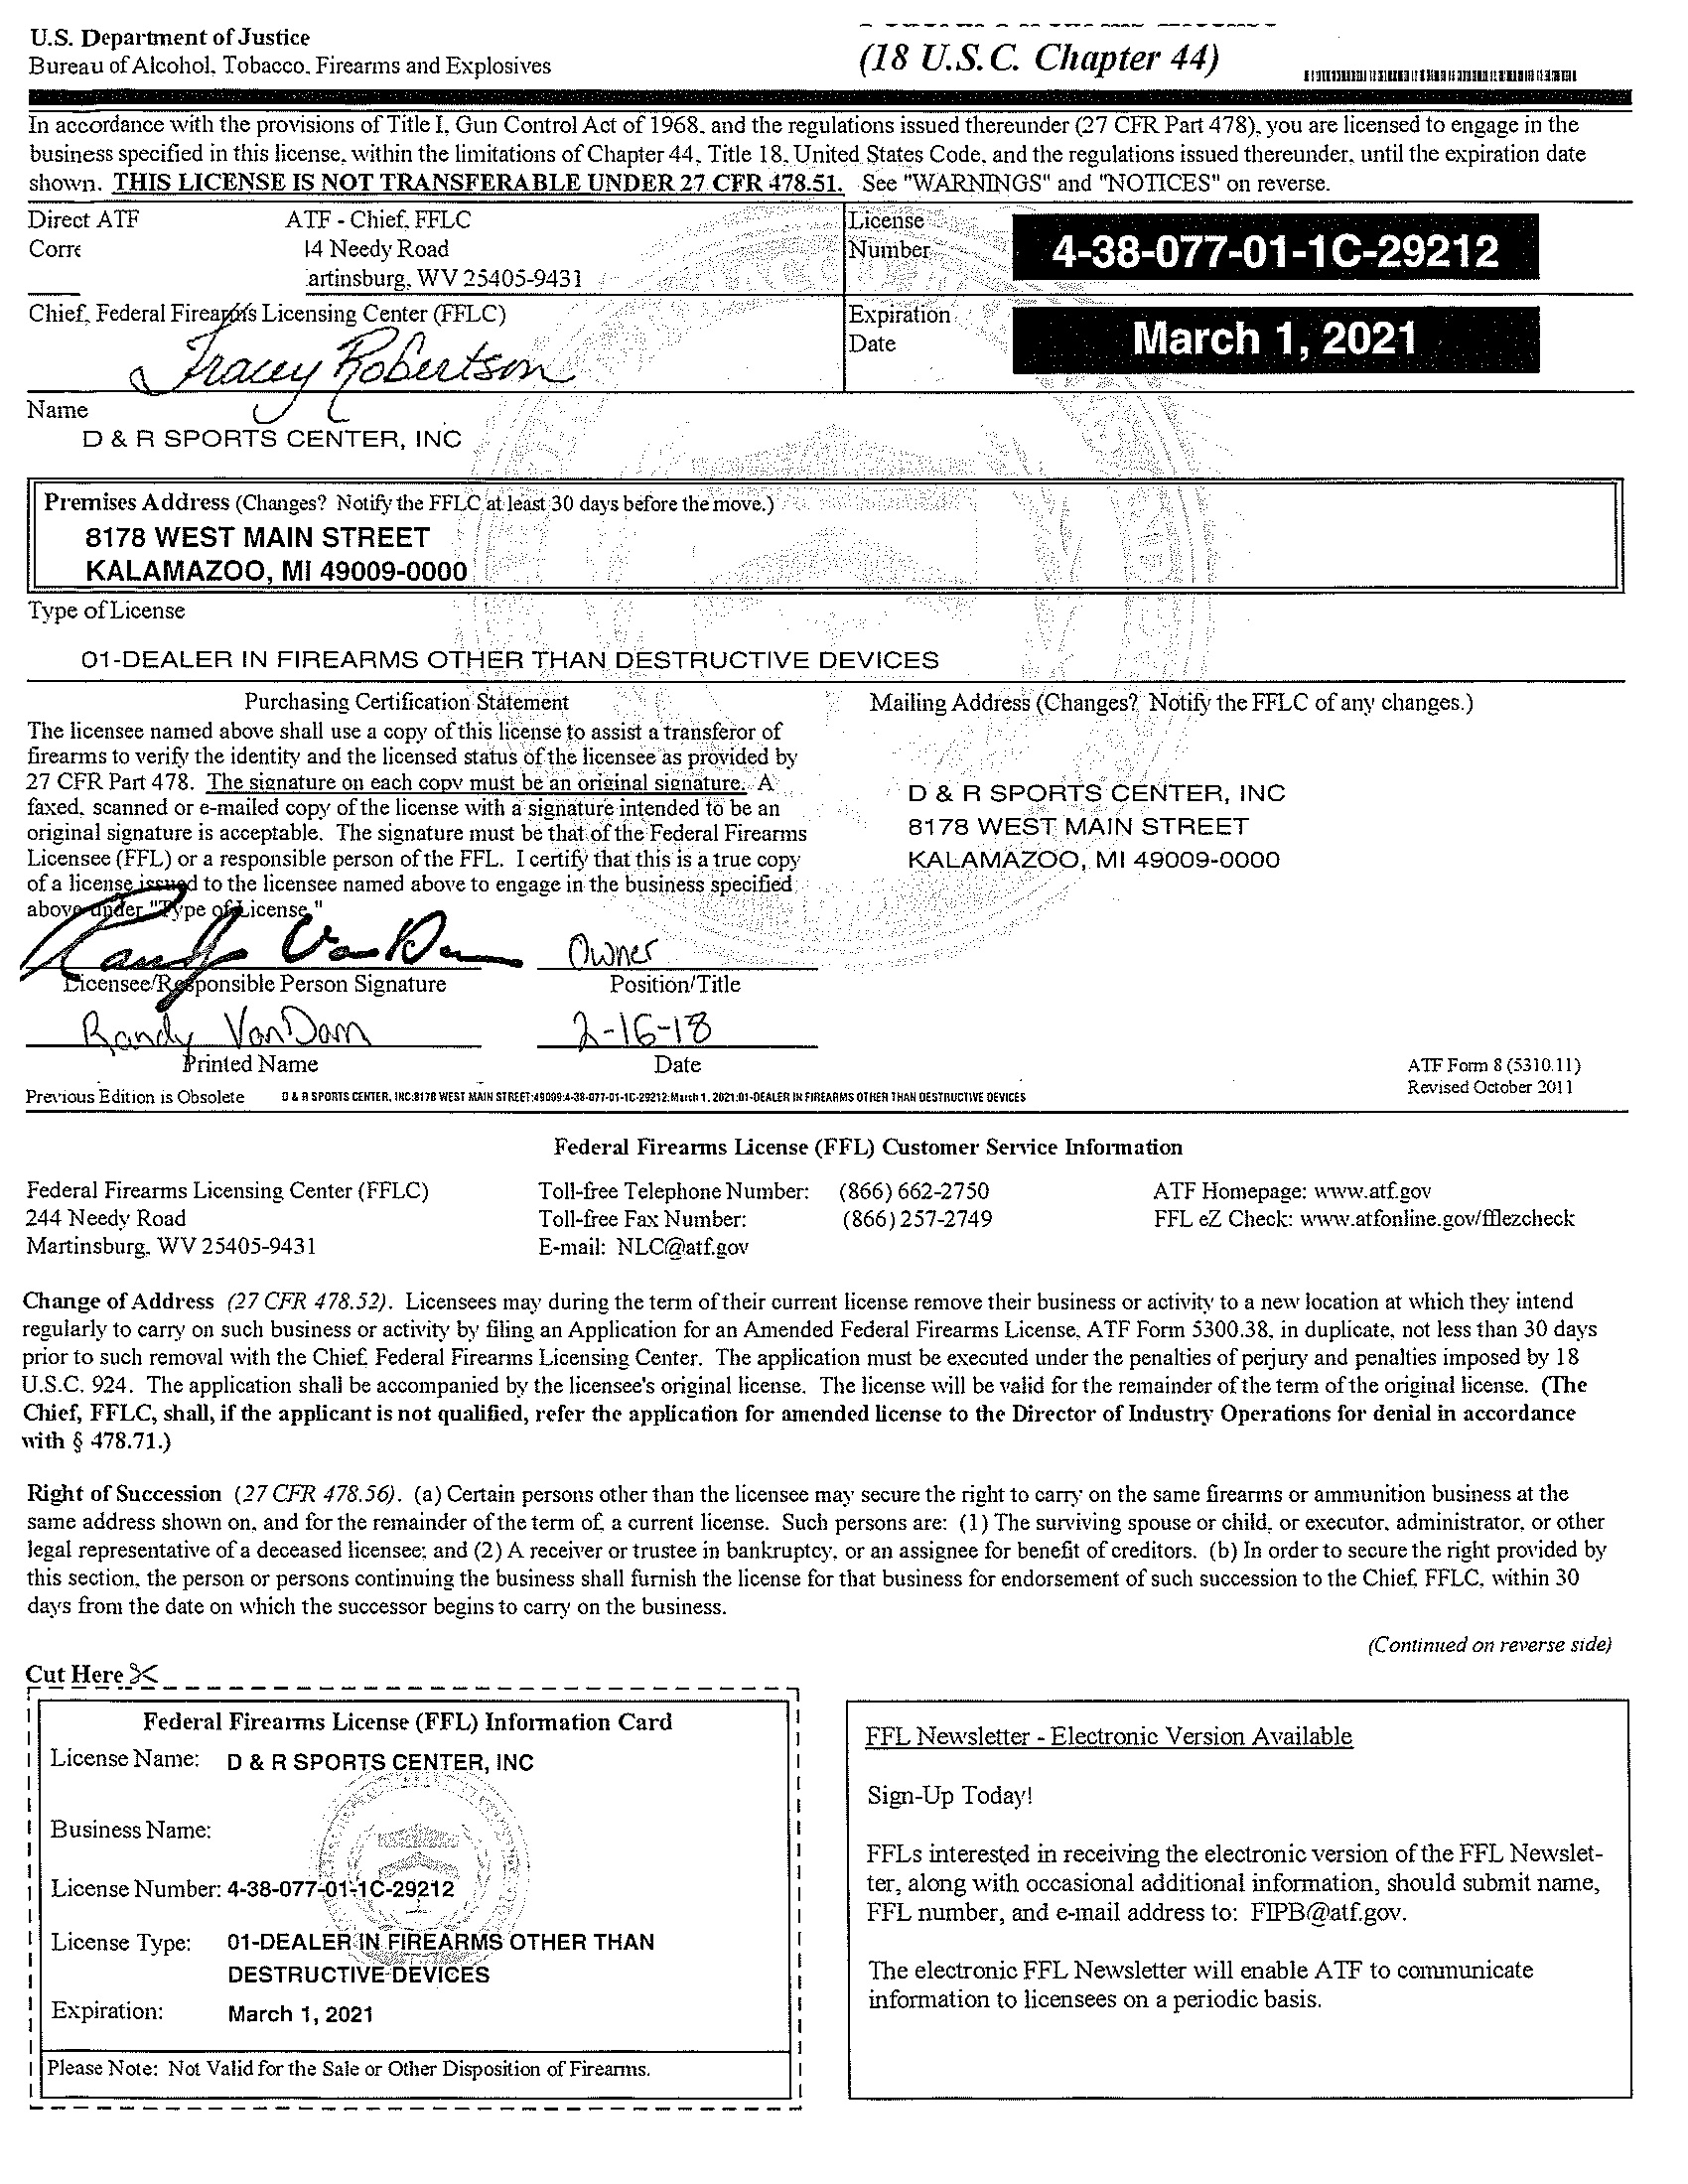 U.S. Department of Justice
Bureau of Alcohol, Tobacco, Firearms and Explosives
(18 U.S.C. Chapter 44)
In accordance with the provisions of Title I, Gun Control Act of 1968, and the regulations issued thereunder (27 CFR Part 478), you are licensed to engage in the
business specified in this license, within the limitations of Chapter 44, Title 18, United States Code, and the regulations issued thereunder, until the expiration date
shown. THIS LICENSE IS NOT TRANSFERABLE UNDER 27 CFR 478.51. See "WARNINGS" and "NOTICES" on reverse.
Direct ATF ATF - Chief, FFLC
Corre 14 Needy Road
artinsburg, WV 25405-9431
License
Number
4-38-077-01-1C-29212
Chief, Federal Firearms Licensing Center (FFLC)
Tracey Robertson
Expiration
Date
March 1, 2021
Name
D & R SPORTS CENTER, INC
Premises Address (Changes? Notify the FFLC at least 30 days before the move.)
8178 WEST MAIN STREET
KALAMAZOO, MI 49009-0000
Type of License
01-DEALER IN FIREARMS OTHER THAN DESTRUCTIVE DEVICES
Purchasing Certification Statement
The licensee named above shall use a copy of this license to assist a transferor of
firearms to verify the identity and the licensed status of the licensee as provided by
27 CFR Part 478. The signature on each copy must be an original signature. A
faxed, scanned or e-mailed copy of the license with a signature intended to be an
original signature is acceptable. The signature must be that of the Federal Firearms
Licensee (FFL) or a responsible person of the FFL. I certify that this is a true copy
of a license issued to the licensee named above to engage in the business specified
above under "Type of License."
Mailing Address (Changes? Notify the FFLC of any changes.)
D & R SPORTS CENTER, INC
8178 WEST MAIN STREET
KALAMAZOO, MI 49009-0000
Randy VanDam Owner
Licensee/Responsible Person Signature Position/Title
Randy VanDam 2-16-18
Printed Name Date
ATF Form 8 (5310.11)
Revised October 2011
Previous Edition is Obsolete D & R SPORTS CENTER, INC:8178 WEST MAIN STREET:49009:4-38-077-01-1C-29212:March 1, 2021:01-DEALER IN FIREARMS OTHER THAN DESTRUCTIVE DEVICES
Federal Firearms License (FFL) Customer Service Information
Federal Firearms Licensing Center (FFLC) Toll-free Telephone Number: (866) 662-2750 ATF Homepage: www.atf.gov
244 Needy Road Toll-free Fax Number: (866) 257-2749 FFL eZ Check: www.atfonline.gov/fflezcheck
Martinsburg, WV 25405-9431 E-mail: NLC@atf.gov
Change of Address (27 CFR 478.52). Licensees may during the term of their current license remove their business or activity to a new location at which they intend
regularly to carry on such business or activity by filing an Application for an Amended Federal Firearms License, ATF Form 5300.38, in duplicate, not less than 30 days
prior to such removal with the Chief, Federal Firearms Licensing Center. The application must be executed under the penalties of perjury and penalties imposed by 18
U.S.C. 924. The application shall be accompanied by the licensee's original license. The license will be valid for the remainder of the term of the original license. (The
Chief, FFLC, shall, if the applicant is not qualified, refer the application for amended license to the Director of Industry Operations for denial in accordance
with § 478.71.)
Right of Succession (27 CFR 478.56). (a) Certain persons other than the licensee may secure the right to carry on the same firearms or ammunition business at the
same address shown on, and for the remainder of the term of, a current license. Such persons are: (1) The surviving spouse or child, or executor, administrator, or other
legal representative of a deceased licensee; and (2) A receiver or trustee in bankruptcy, or an assignee for benefit of creditors. (b) In order to secure the right provided by
this section, the person or persons continuing the business shall furnish the license for that business for endorsement of such succession to the Chief, FFLC, within 30
days from the date on which the successor begins to carry on the business.
(Continued on reverse side)
Cut Here
Federal Firearms License (FFL) Information Card
License Name: D & R SPORTS CENTER, INC
Business Name:
License Number: 4-38-077-01-1C-29212
License Type: 01-DEALER IN FIREARMS OTHER THAN
DESTRUCTIVE DEVICES
Expiration: March 1, 2021
Please Note: Not Valid for the Sale or Other Disposition of Firearms.
FFL Newsletter - Electronic Version Available
Sign-Up Today!
FFLs interested in receiving the electronic version of the FFL Newslet-
ter, along with occasional additional information, should submit name,
FFL number, and e-mail address to: FIPB@atf.gov.
The electronic FFL Newsletter will enable ATF to communicate
information to licensees on a periodic basis.